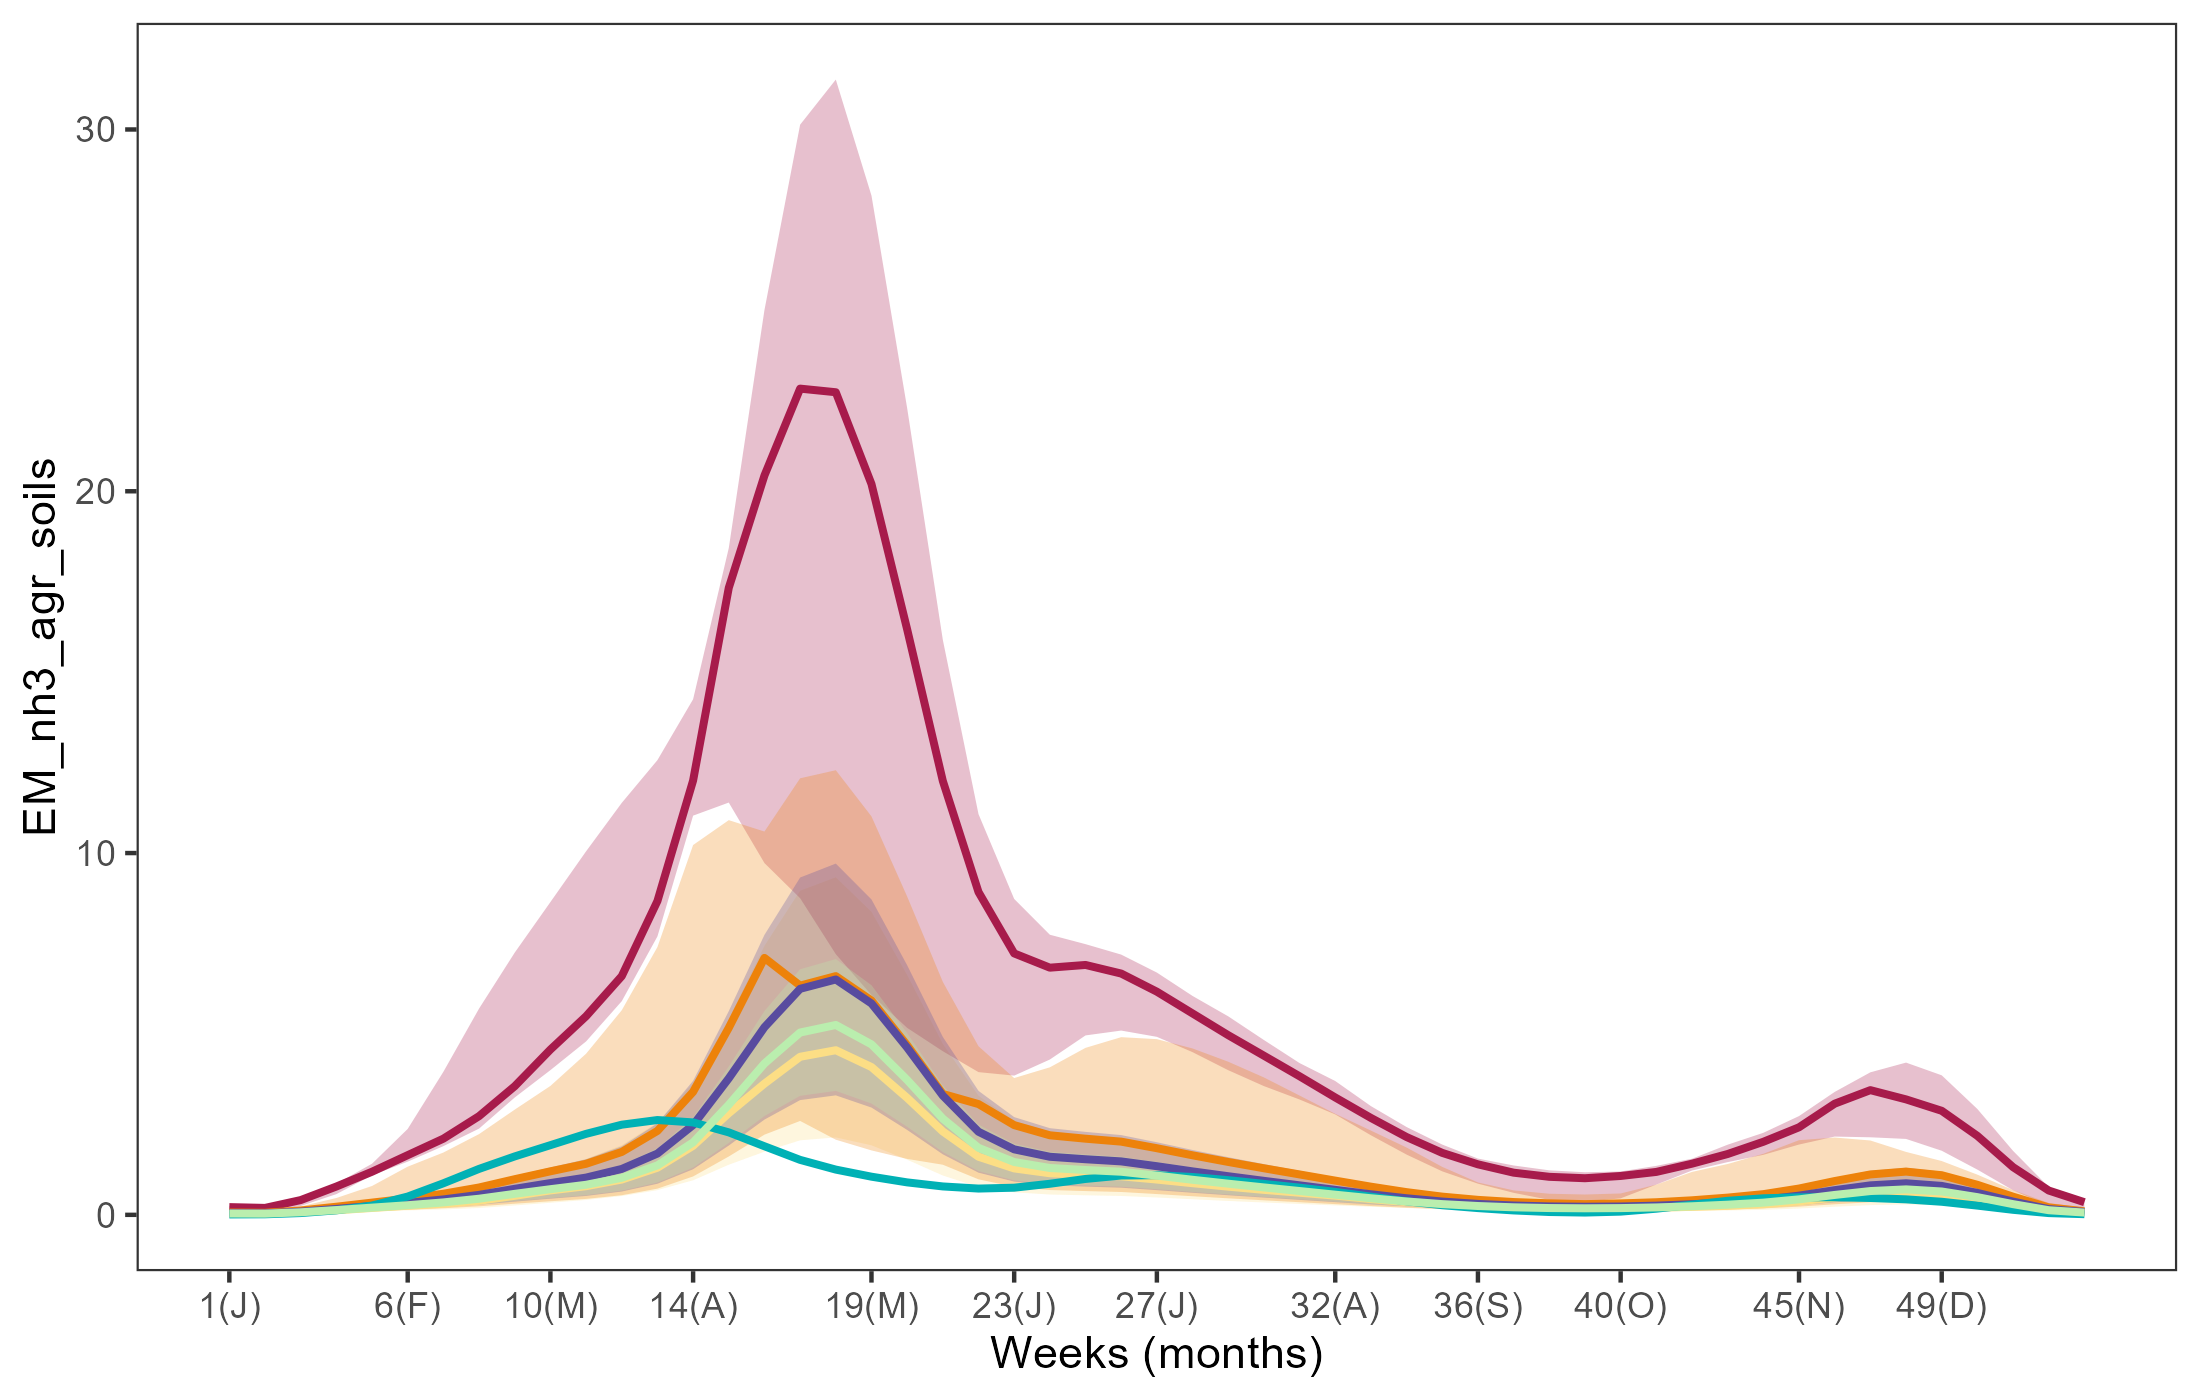 EM_nh3_agr_soils
30
20
10
0
1(J) 6(F) 10(M) 14(A) 19(M) 23(J) 27(J) 32(A) 36(S) 40(O) 45(N) 49(D)
Weeks (months)